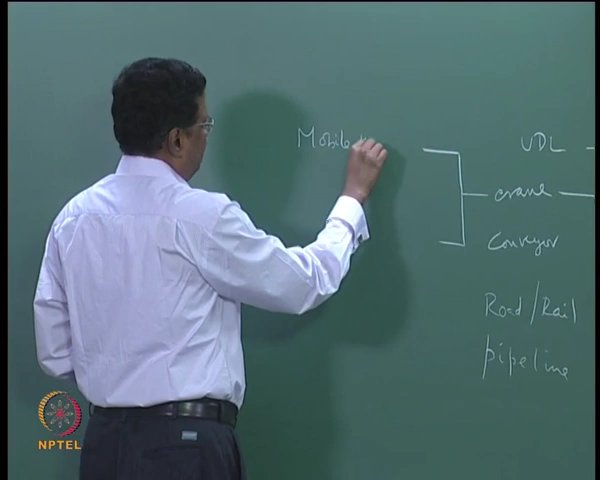 Mobile
UDL
crane
Conveyor
Road/Rail
pipeline
NPTEL